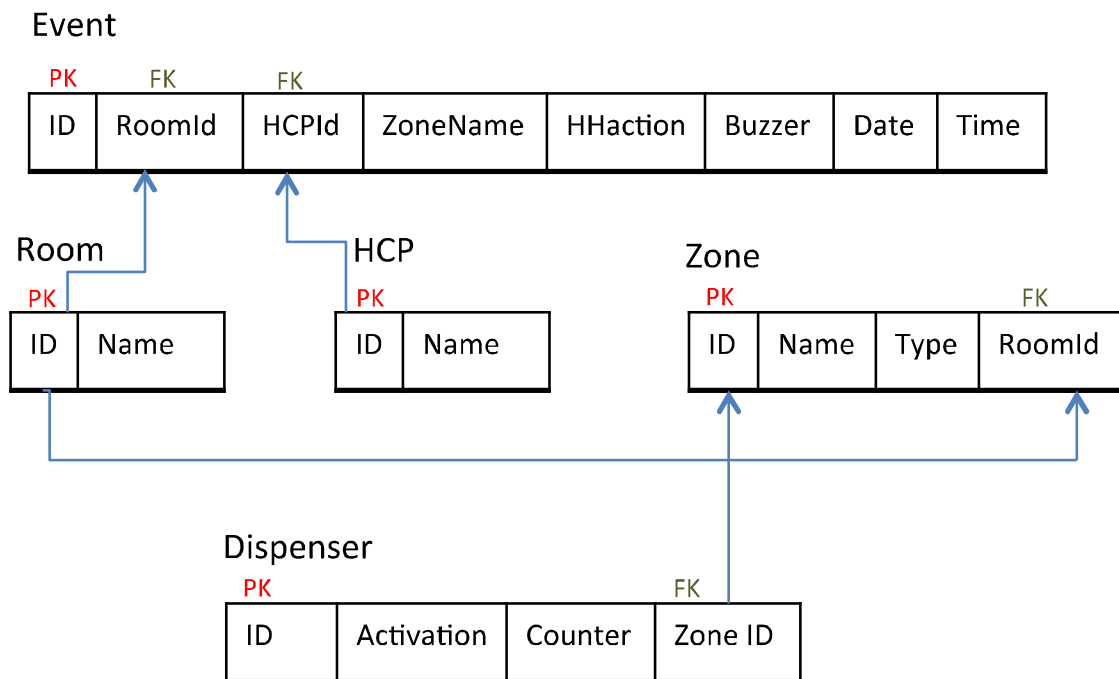 Event
PK FK FK
ID RoomId HCPId ZoneName HHaction Buzzer Date Time
Room HCP Zone
PK PK PK FK
ID Name ID Name ID Name Type RoomId
Dispenser
PK FK
ID Activation Counter Zone ID